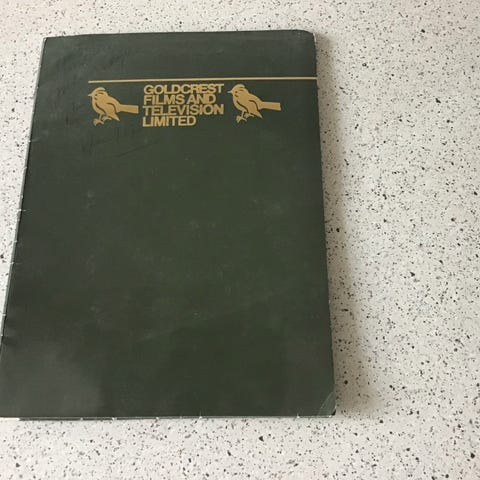 GOLDCREST
FILMS AND
TELEVISION
LIMITED